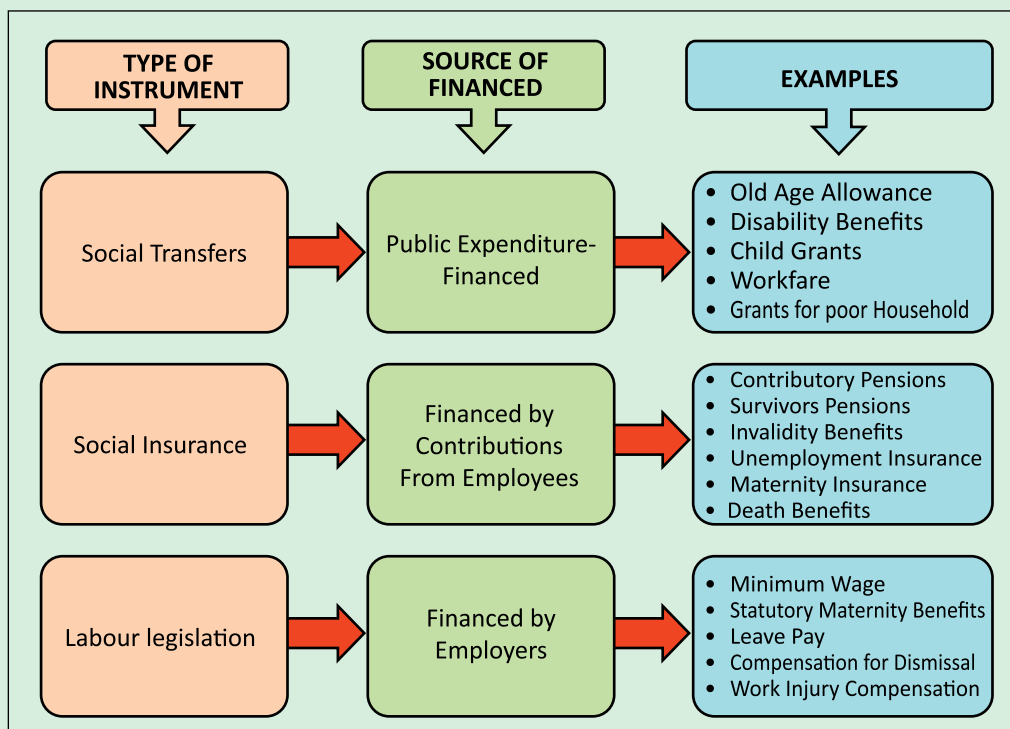 TYPE OF
INSTRUMENT
SOURCE OF
FINANCED
EXAMPLES
Social Transfers
Public Expenditure-
Financed
• Old Age Allowance
• Disability Benefits
• Child Grants
• Workfare
• Grants for poor Household
Social Insurance
Financed by
Contributions
From Employees
• Contributory Pensions
• Survivors Pensions
• Invalidity Benefits
• Unemployment Insurance
• Maternity Insurance
• Death Benefits
Labour legislation
Financed by
Employers
• Minimum Wage
• Statutory Maternity Benefits
• Leave Pay
• Compensation for Dismissal
• Work Injury Compensation